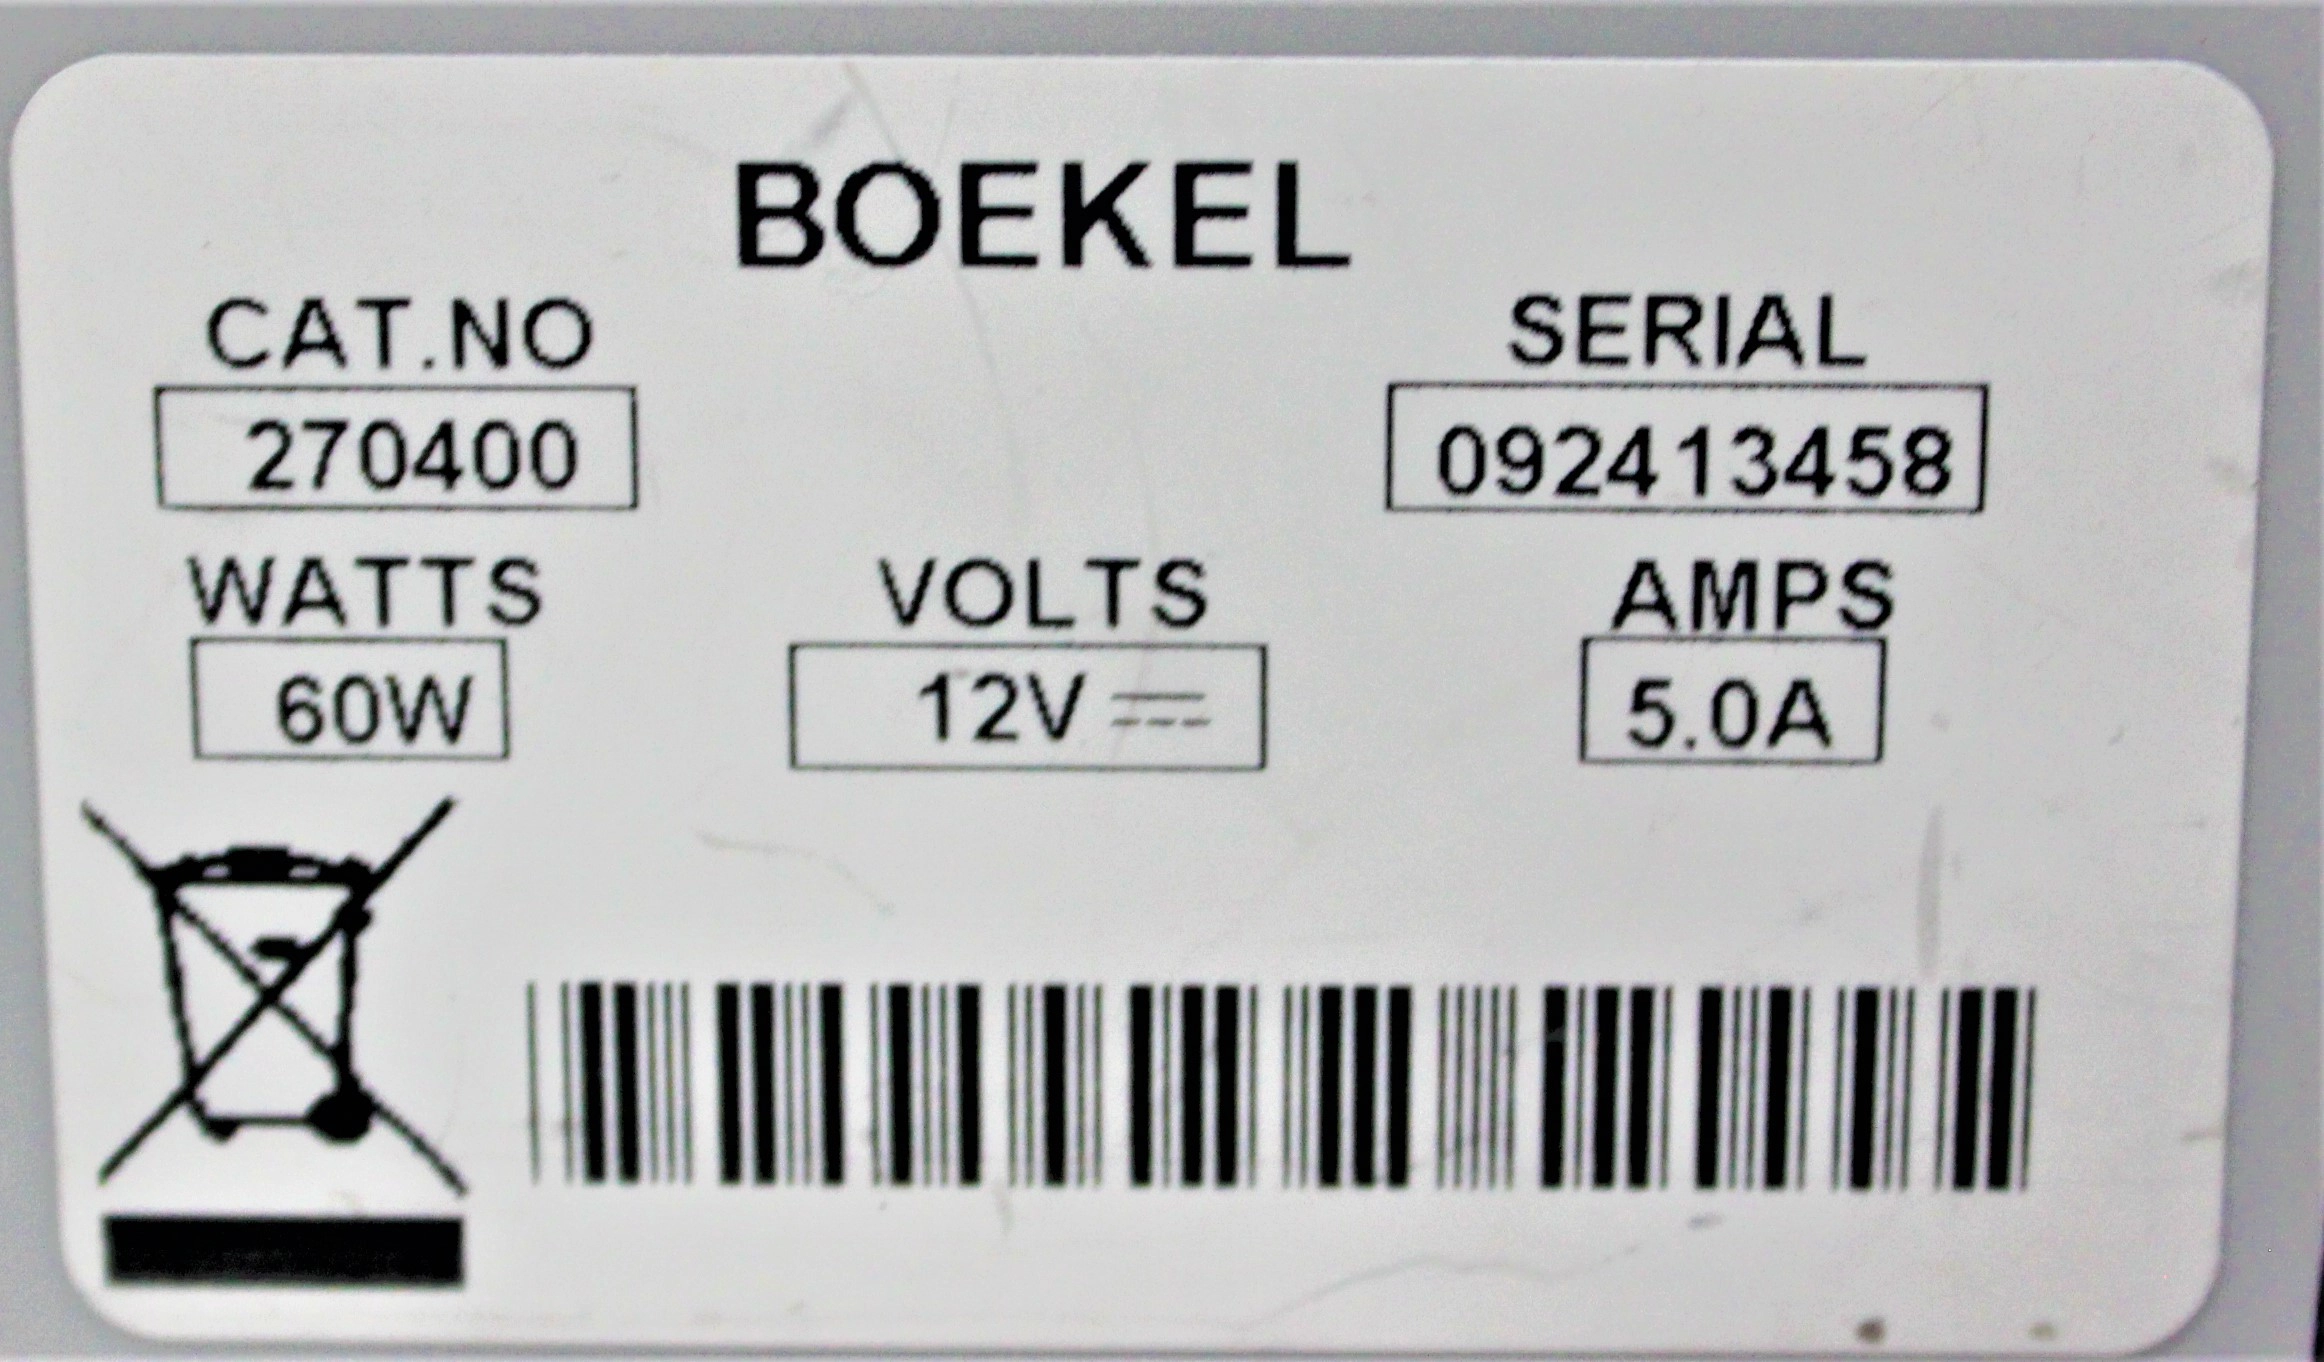 BOEKEL
CAT.NO SERIAL
270400 092413458
WATTS VOLTS AMPS
60W 12V 5.0A